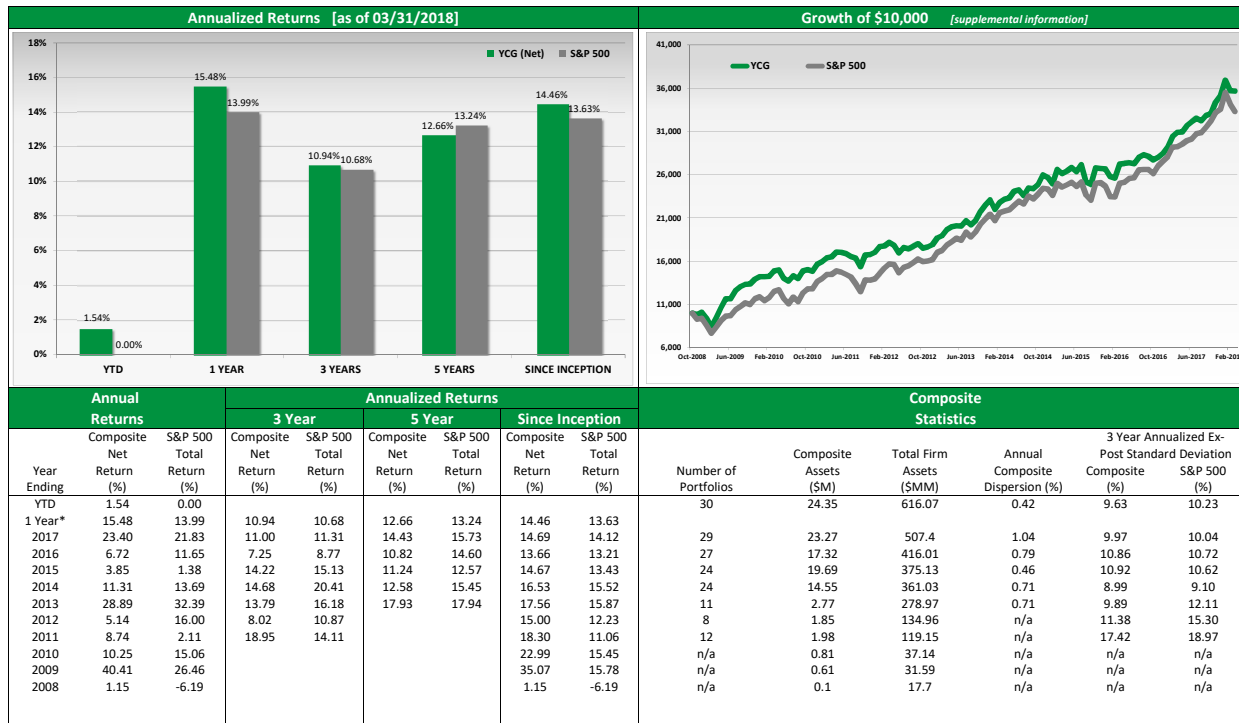 Annualized Returns [as of 03/31/2018]
18%
16%
14%
12%
10%
8%
6%
4%
2%
0%
YCG (Net) S&P 500
1.54%
0.00%
15.48%
13.99%
10.94%
10.68%
12.66%
13.24%
14.46%
13.63%
YTD 1 YEAR 3 YEARS 5 YEARS SINCE INCEPTION
Growth of $10,000 [supplemental information]
41,000
36,000
31,000
26,000
21,000
16,000
11,000
6,000
YCG S&P 500
Oct-2008 Jun-2009 Feb-2010 Oct-2010 Jun-2011 Feb-2012 Oct-2012 Jun-2013 Feb-2014 Oct-2014 Jun-2015 Feb-2016 Oct-2016 Jun-2017 Feb-201
Annual Annualized Returns Composite
Returns 3 Year 5 Year Since Inception Statistics
Composite S&P 500 Composite S&P 500 Composite S&P 500 Composite S&P 500 3 Year Annualized Ex-
Net Total Net Total Net Total Net Total Composite Total Firm Annual Post Standard Deviation
Year Return Return Return Return Return Return Return Return Number of Assets Assets Composite Composite S&P 500
Ending (%) (%) (%) (%) (%) (%) (%) (%) Portfolios ($M) ($MM) Dispersion (%) (%) (%)
YTD 1.54 0.00 30 24.35 616.07 0.42 9.63 10.23
1 Year* 15.48 13.99 10.94 10.68 12.66 13.24 14.46 13.63
2017 23.40 21.83 11.00 11.31 14.43 15.73 14.69 14.12 29 23.27 507.4 1.04 9.97 10.04
2016 6.72 11.65 7.25 8.77 10.82 14.60 13.66 13.21 27 17.32 416.01 0.79 10.86 10.72
2015 3.85 1.38 14.22 15.13 11.24 12.57 14.67 13.43 24 19.69 375.13 0.46 10.92 10.62
2014 11.31 13.69 14.68 20.41 12.58 15.45 16.53 15.52 24 14.55 361.03 0.71 8.99 9.10
2013 28.89 32.39 13.79 16.18 17.93 17.94 17.56 15.87 11 2.77 278.97 0.71 9.89 12.11
2012 5.14 16.00 8.02 10.87 15.00 12.23 8 1.85 134.96 n/a 11.38 15.30
2011 8.74 2.11 18.95 14.11 18.30 11.06 12 1.98 119.15 n/a 17.42 18.97
2010 10.25 15.06 22.99 15.45 n/a 0.81 37.14 n/a n/a n/a
2009 40.41 26.46 35.07 15.78 n/a 0.61 31.59 n/a n/a n/a
2008 1.15 -6.19 1.15 -6.19 n/a 0.1 17.7 n/a n/a n/a